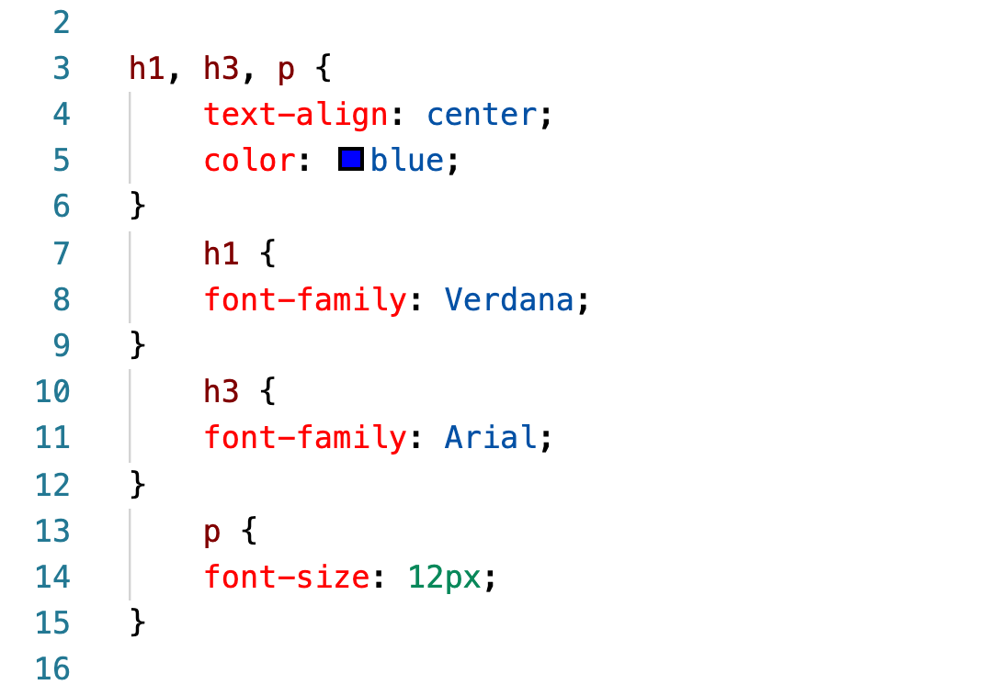 2
3 h1, h3, p {
4 text-align: center;
5 color: blue;
6 }
7 h1 {
8 font-family: Verdana;
9 }
10 h3 {
11 font-family: Arial;
12 }
13 p {
14 font-size: 12px;
15 }
16